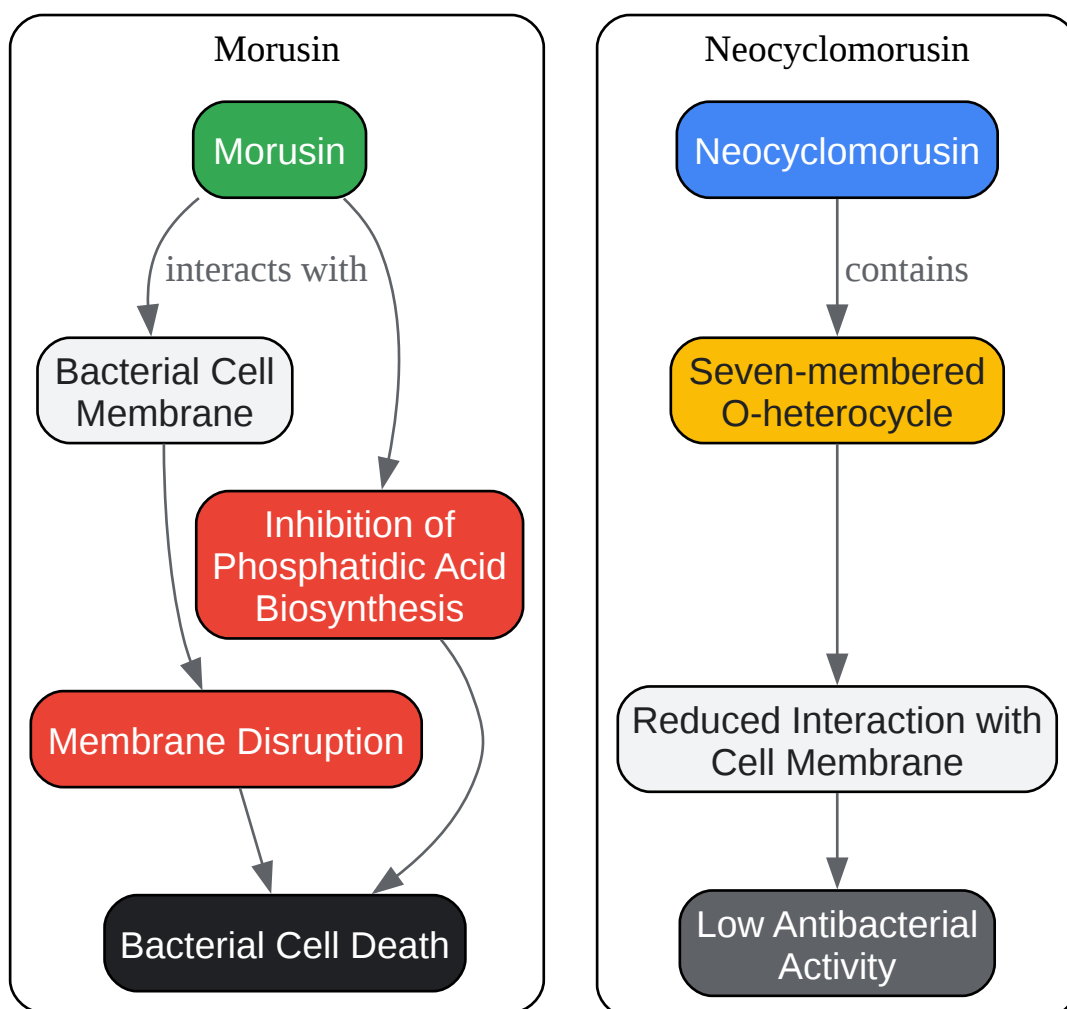 Morusin
Morusin
interacts with
Bacterial Cell
Membrane
Inhibition of
Phosphatidic Acid
Biosynthesis
Membrane Disruption
Bacterial Cell Death
Neocyclomorusin
Neocyclomorusin
contains
Seven-membered
O-heterocycle
Reduced Interaction with
Cell Membrane
Low Antibacterial
Activity